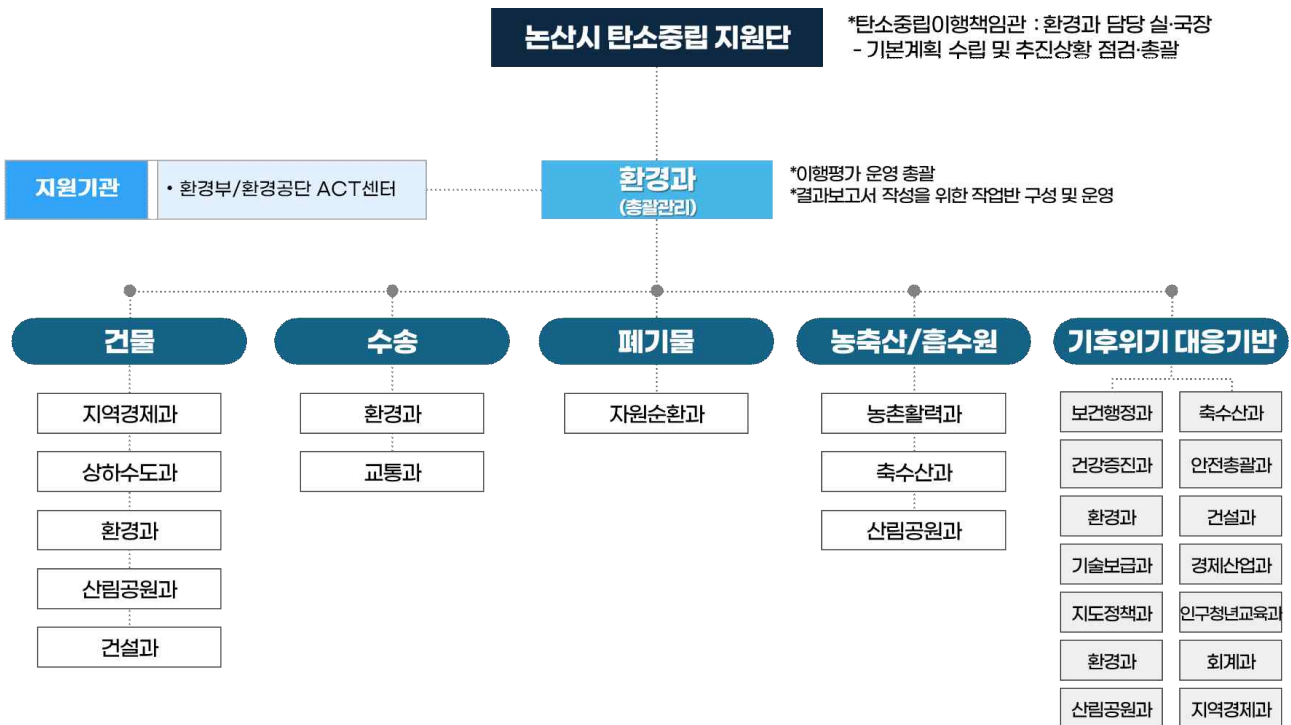 논산시 탄소중립 지원단
*탄소중립이행책임관 : 환경과 담당 실·국장
- 기본계획 수립 및 추진상황 점검·총괄
지원기관
• 환경부/환경공단 ACT센터
환경과
(총괄관리)
*이행평가 운영 총괄
*결과보고서 작성을 위한 작업반 구성 및 운영
건물
지역경제과
상하수도과
환경과
산림공원과
건설과
수송
환경과
교통과
폐기물
자원순환과
농축산/흡수원
농촌활력과
축수산과
산림공원과
기후위기 대응기반
보건행정과
건강증진과
환경과
기술보급과
지도정책과
환경과
산림공원과
축수산과
안전총괄과
건설과
경제산업과
인구청년교육과
회계과
지역경제과